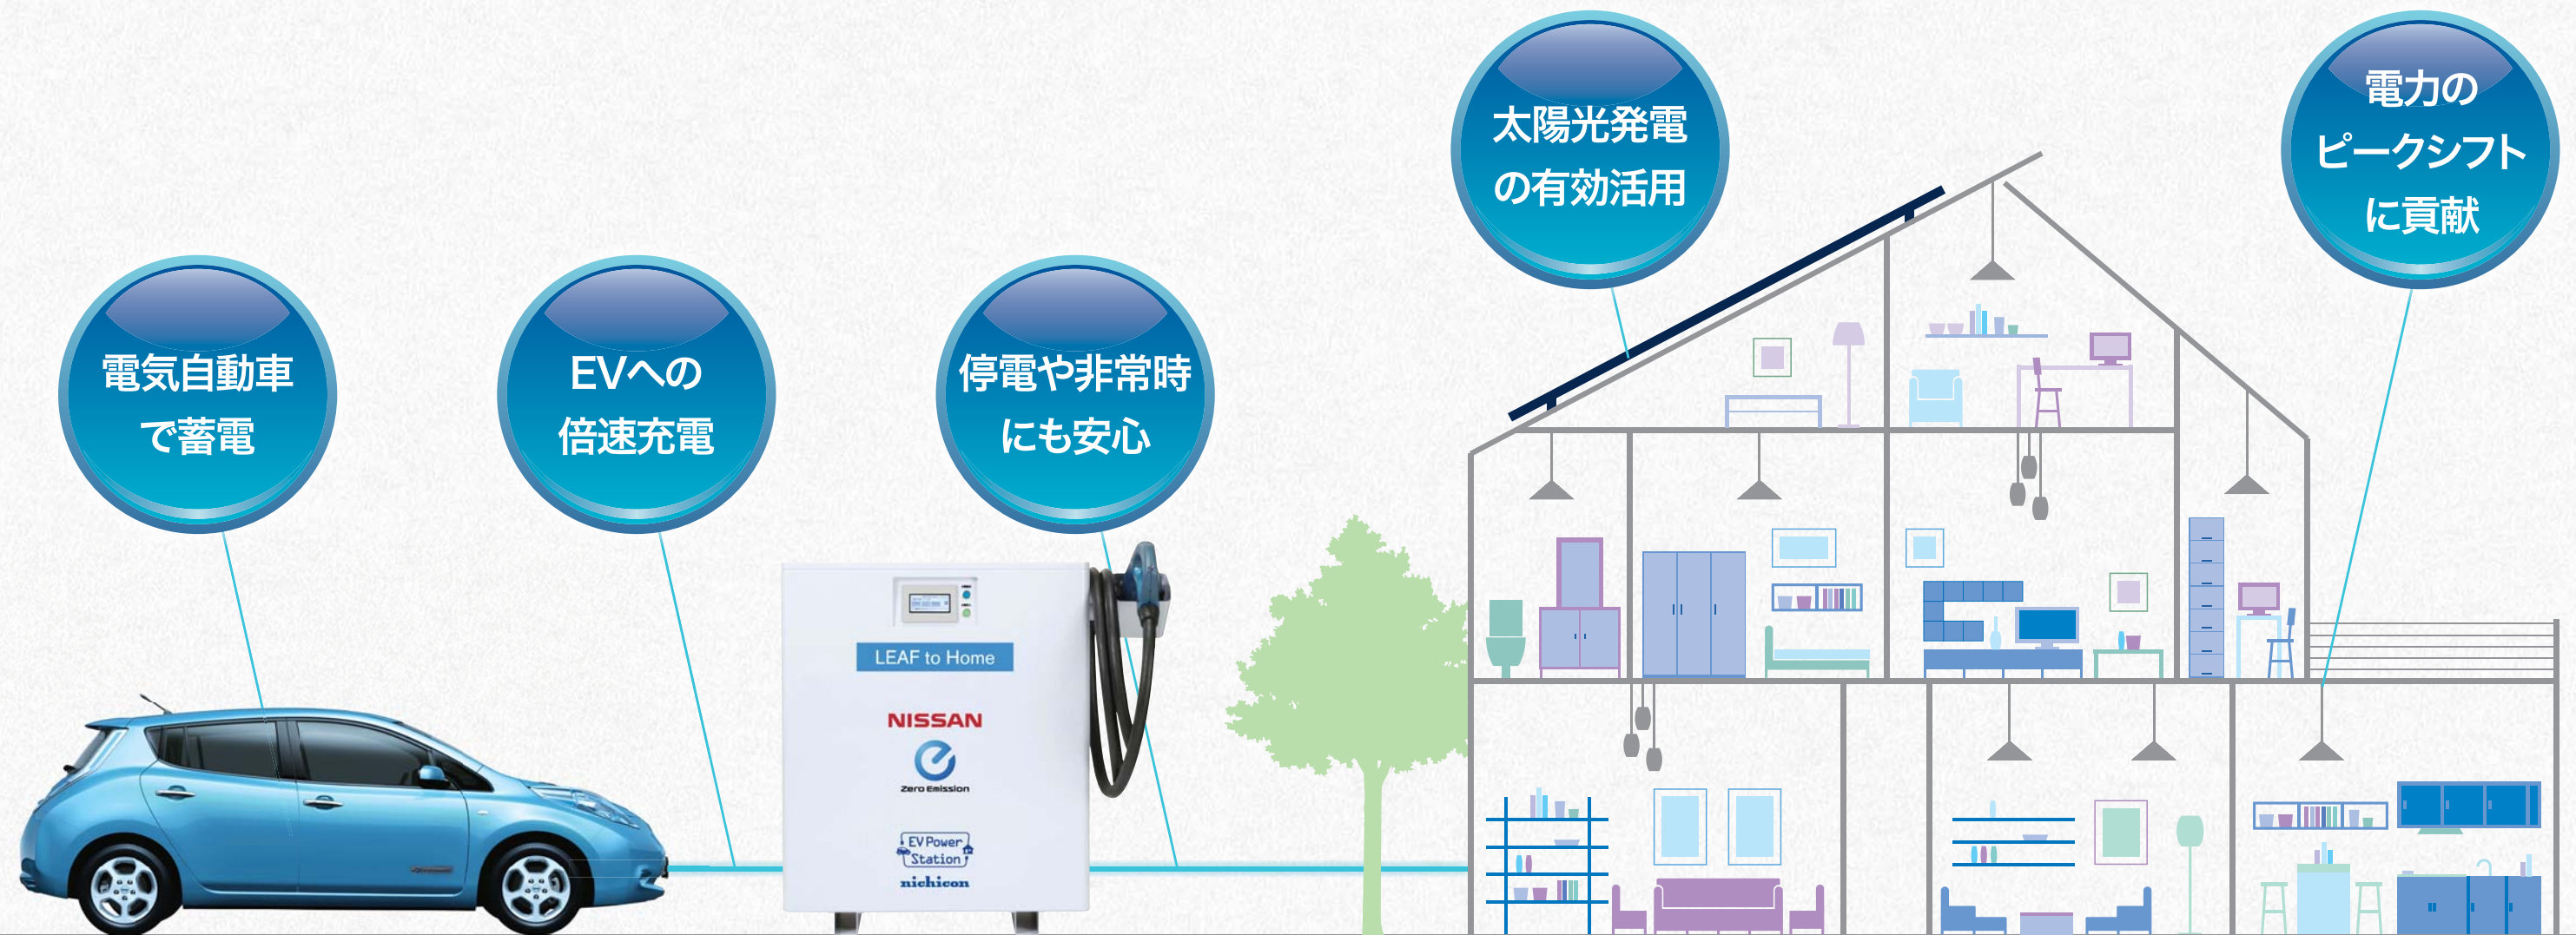 電気自動車
で蓄電
EVへの
倍速充電
停電や非常時
にも安心
太陽光発電
の有効活用
電力の
ピークシフト
に貢献
LEAF to Home
NISSAN
Zero Emission
EV Power
Station
nichicon